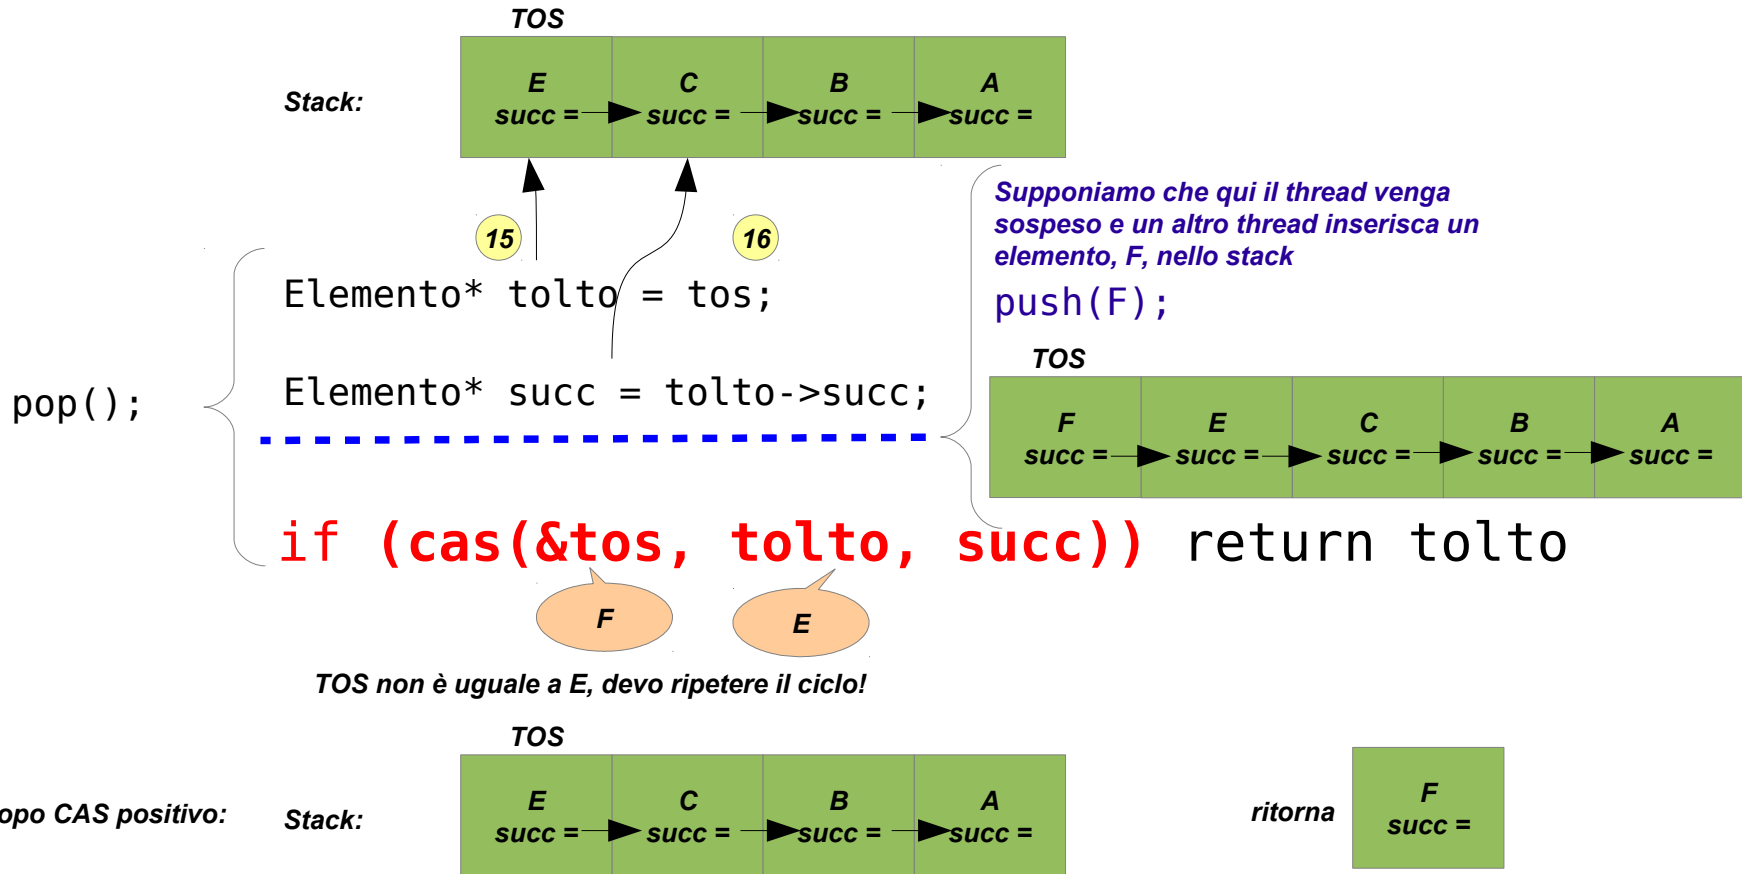 TOS
Stack:
E C B A
succ = succ = succ = succ =
Supponiamo che qui il thread venga
sospeso e un altro thread inserisca un
elemento, F, nello stack
push(F);
15 16
Elemento* tolto = tos;
pop();
Elemento* succ = tolto->succ;
TOS
F E C B A
succ = succ = succ = succ = succ =
if (cas(&tos, tolto, succ)) return tolto
F E
TOS non è uguale a E, devo ripetere il ciclo!
TOS
opo CAS positivo: Stack:
E C B A
succ = succ = succ = succ =
ritorna
F
succ =